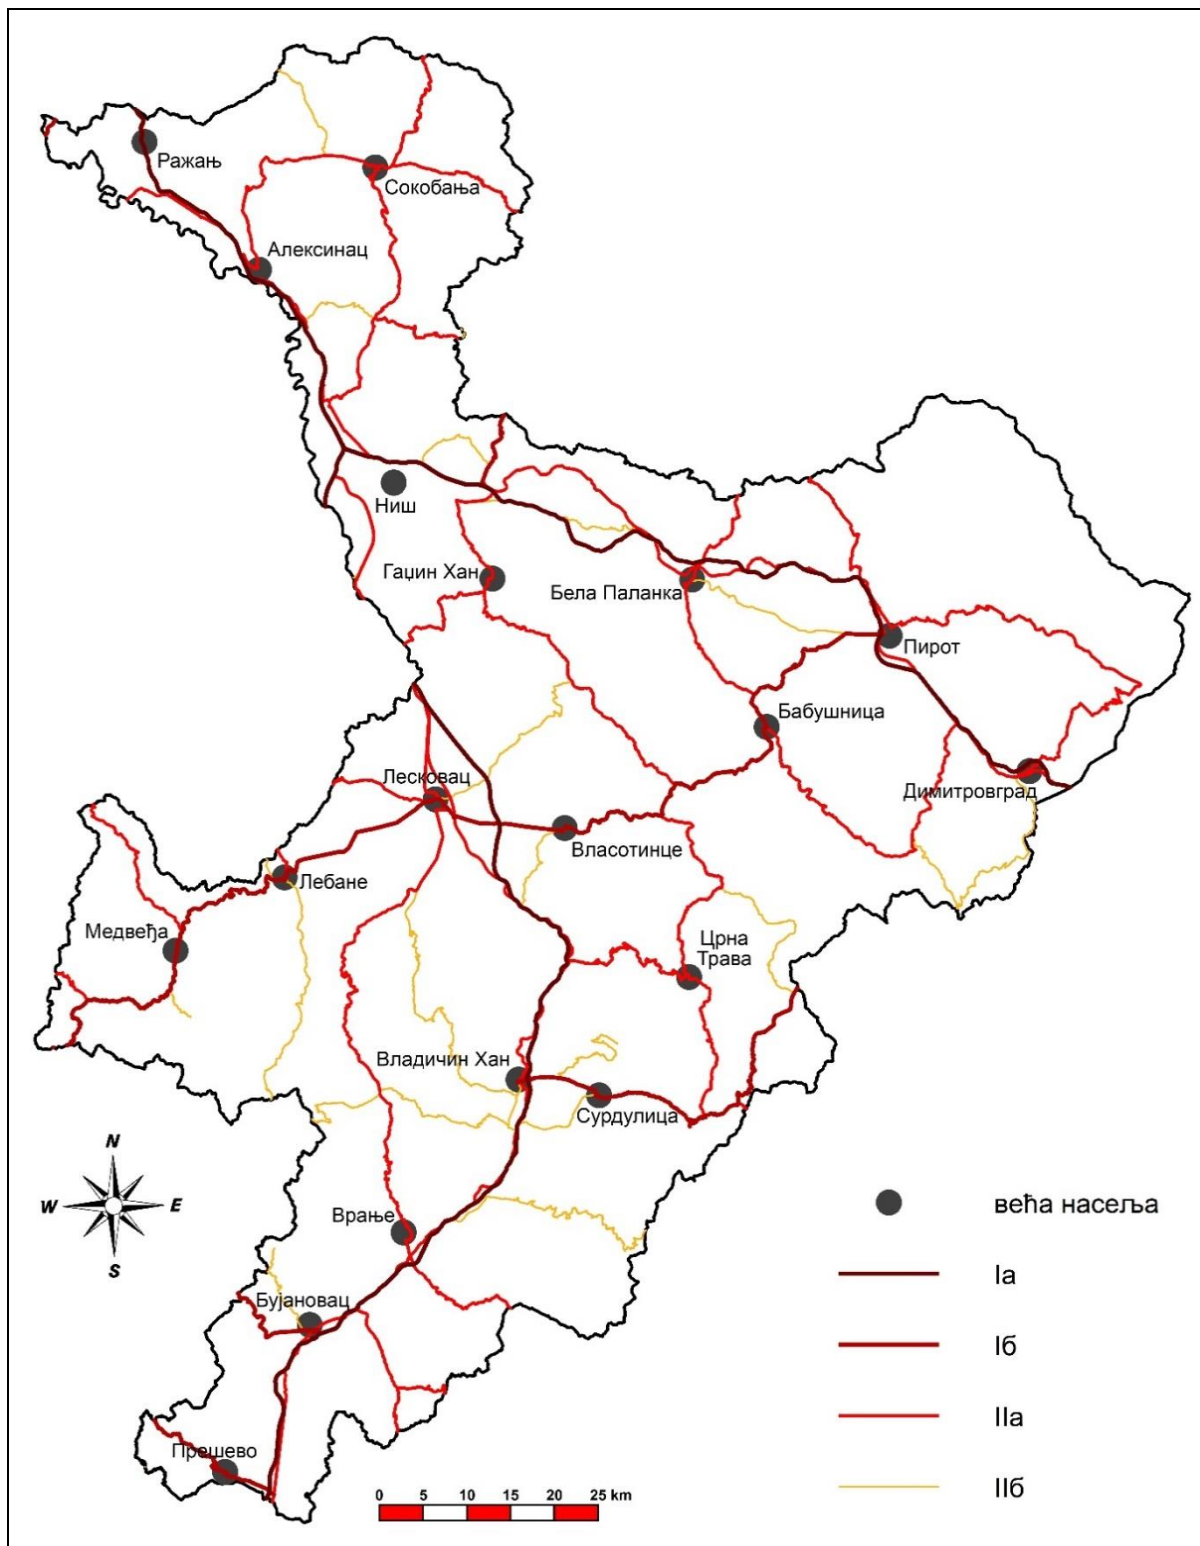 Ражањ
Сокобања
Алексинац
Ниш
Гаџин Хан
Бела Паланка
Пирот
Бабушница
Димитровград
Лесковац
Власотинце
Лебане
Медвеђа
Црна
Трава
Владичин Хан
Сурдулица
Врање
Бујановац
Прешево
N
W
E
S
већа насеља
Iа
Iб
IIа
IIб
0 5 10 15 20 25 km